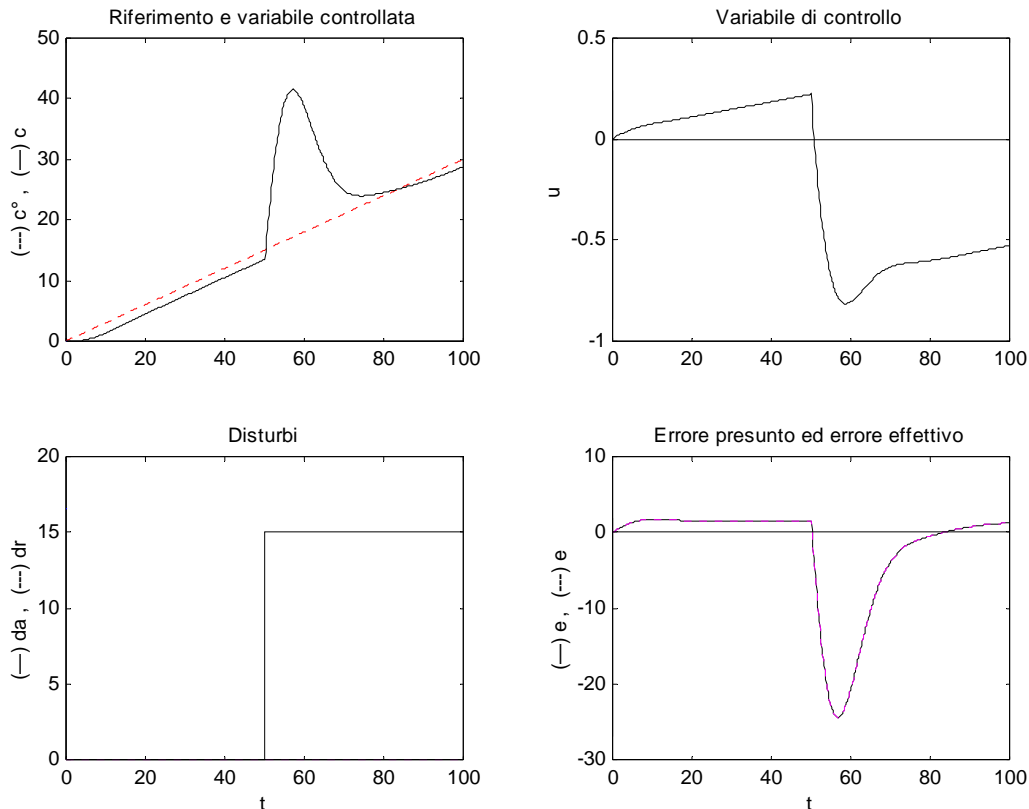 Riferimento e variabile controllata
50
40
30
20
10
0
0 20 40 60 80 100
(---) c° , (—) c
Variabile di controllo
0.5
0
-0.5
-1
0 20 40 60 80 100
u
Disturbi
20
15
10
5
0
0 20 40 60 80 100
(—) da , (---) dr
t
Errore presunto ed errore effettivo
10
0
-10
-20
-30
0 20 40 60 80 100
(—) e , (---) e
t